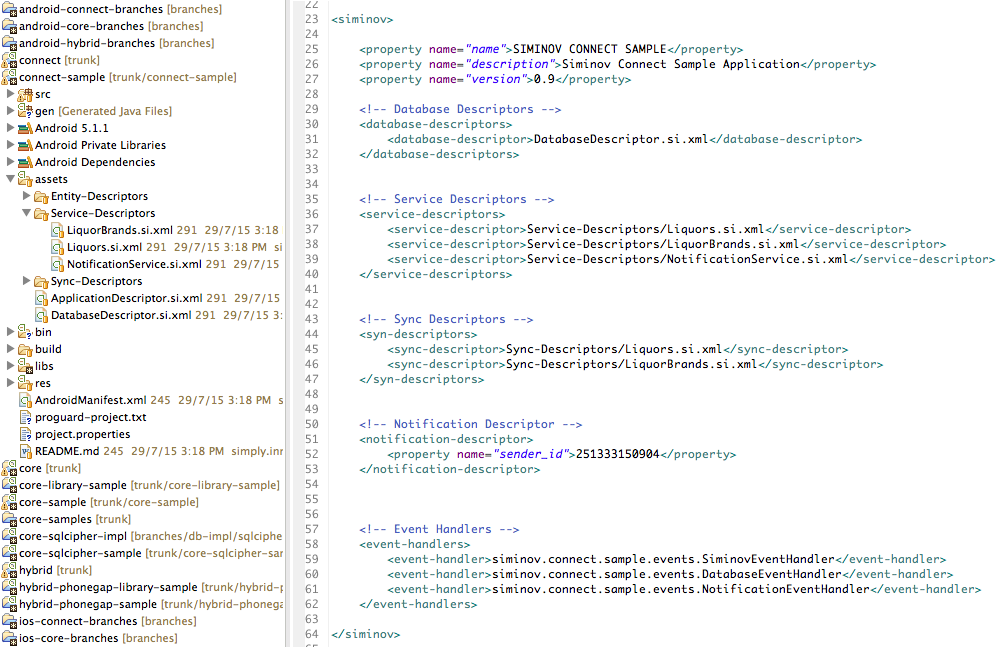 android-connect-branches [branches]
android-core-branches [branches]
android-hybrid-branches [branches]
connect [trunk]
connect-sample [trunk/connect-sample]
src
gen [Generated Java Files]
Android 5.1.1
Android Private Libraries
Android Dependencies
assets
Entity-Descriptors
Service-Descriptors
LiquorBrands.si.xml 291 29/7/15 3:18
Liquors.si.xml 291 29/7/15 3:18 PM si
NotificationService.si.xml 291 29/7/15
Sync-Descriptors
ApplicationDescriptor.si.xml 291 29/7/15
DatabaseDescriptor.si.xml 291 29/7/15 3:
bin
build
libs
res
AndroidManifest.xml 245 29/7/15 3:18 PM s
proguard-project.txt
project.properties
README.md 245 29/7/15 3:18 PM simply.inr
core [trunk]
core-library-sample [trunk/core-library-sample]
core-sample [trunk/core-sample]
core-samples [trunk]
core-sqlcipher-impl [branches/db-impl/sqlciphe
core-sqlcipher-sample [trunk/core-sqlcipher-sar
hybrid [trunk]
hybrid-phonegap-library-sample [trunk/hybrid-p
hybrid-phonegap-sample [trunk/hybrid-phonega
ios-connect-branches [branches]
ios-core-branches [branches]
22
23 <siminov>
24
25 <property name="name">SIMINOV CONNECT SAMPLE</property>
26 <property name="description">Siminov Connect Sample Application</property>
27 <property name="version">0.9</property>
28
29 <!-- Database Descriptors -->
30 <database-descriptors>
31 <database-descriptor>DatabaseDescriptor.si.xml</database-descriptor>
32 </database-descriptors>
33
34
35 <!-- Service Descriptors -->
36 <service-descriptors>
37 <service-descriptor>Service-Descriptors/Liquors.si.xml</service-descriptor>
38 <service-descriptor>Service-Descriptors/LiquorBrands.si.xml</service-descriptor>
39 <service-descriptor>Service-Descriptors/NotificationService.si.xml</service-descriptor>
40 </service-descriptors>
41
42
43 <!-- Sync Descriptors -->
44 <syn-descriptors>
45 <sync-descriptor>Sync-Descriptors/Liquors.si.xml</sync-descriptor>
46 <sync-descriptor>Sync-Descriptors/LiquorBrands.si.xml</sync-descriptor>
47 </syn-descriptors>
48
49
50 <!-- Notification Descriptor -->
51 <notification-descriptor>
52 <property name="sender_id">251333150904</property>
53 </notification-descriptor>
54
55
56
57 <!-- Event Handlers -->
58 <event-handlers>
59 <event-handler>siminov.connect.sample.events.SiminovEventHandler</event-handler>
60 <event-handler>siminov.connect.sample.events.DatabaseEventHandler</event-handler>
61 <event-handler>siminov.connect.sample.events.NotificationEventHandler</event-handler>
62 </event-handlers>
63
64 </siminov>